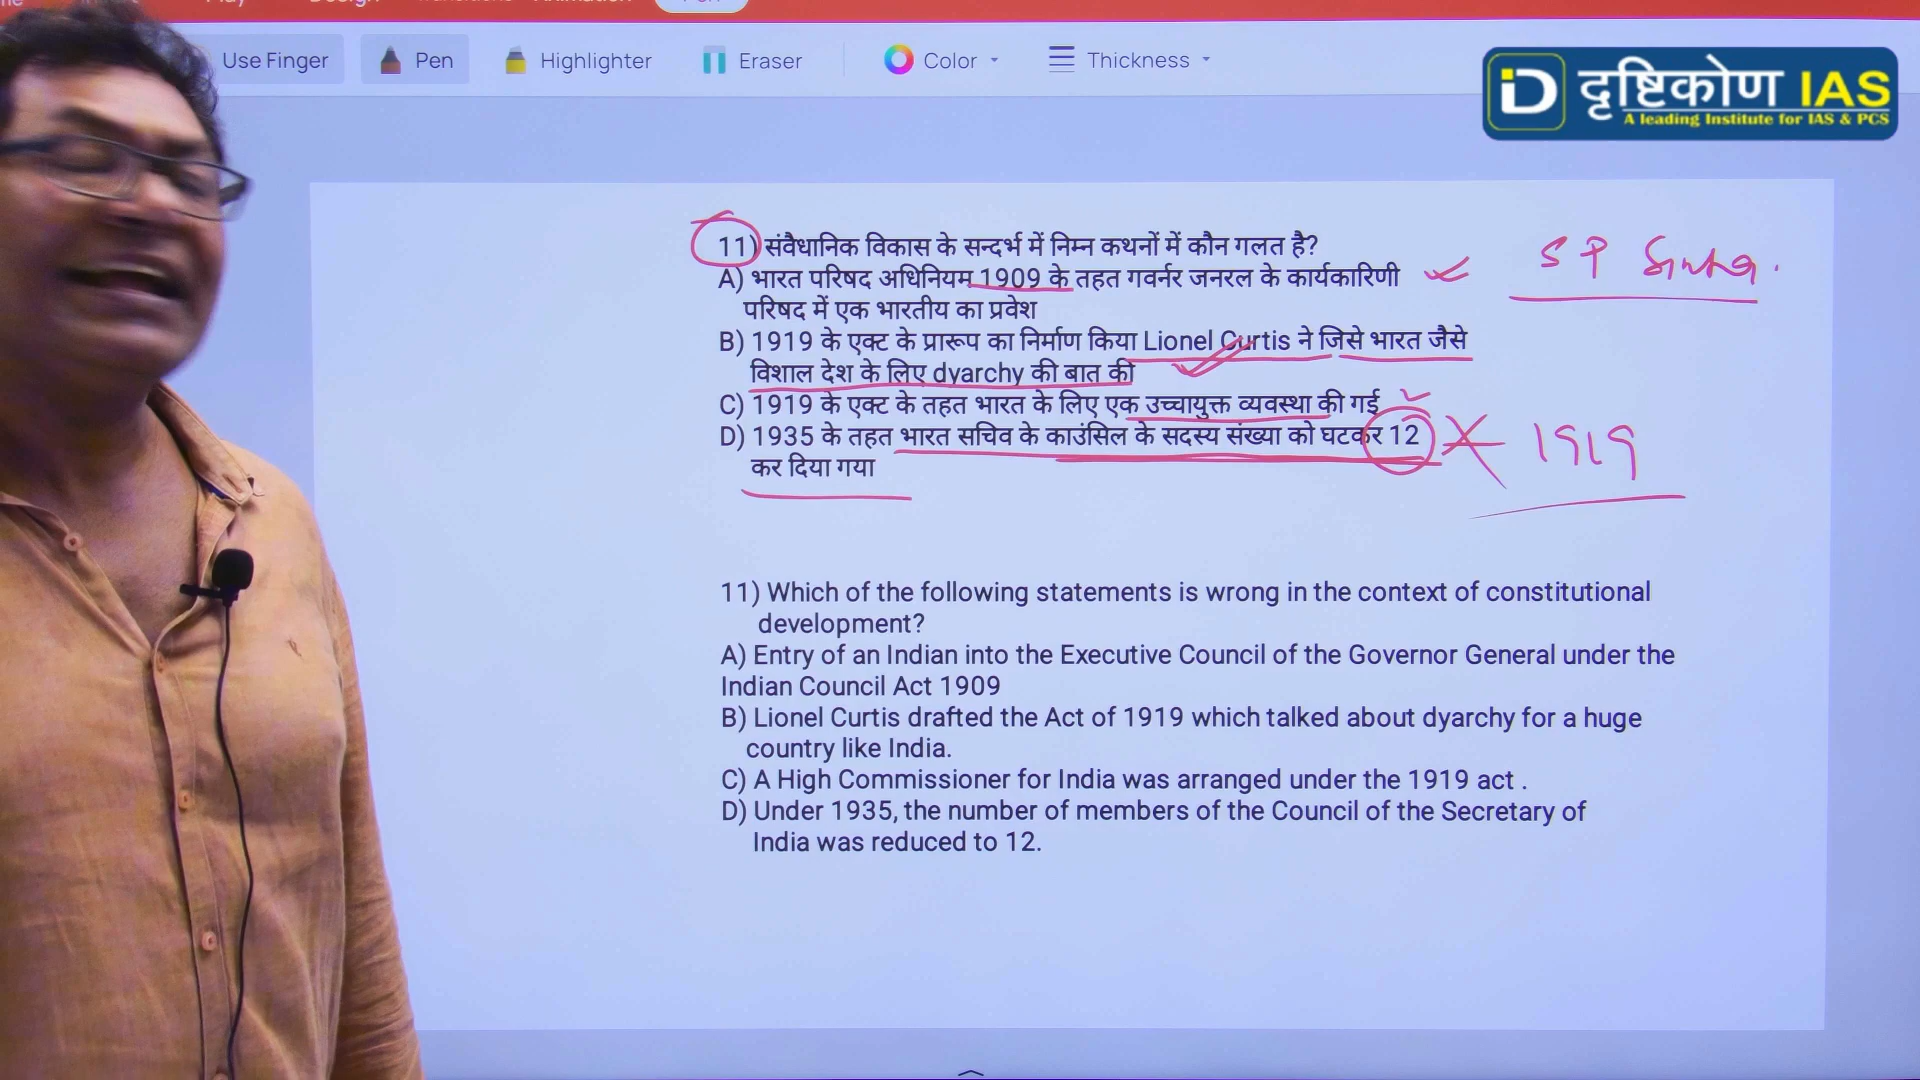 Use Finger Pen Highlighter Eraser Color Thickness
दृष्टिकोण IAS
A leading Institute for IAS & PCS
11) संवैधानिक विकास के सन्दर्भ में निम्न कथनों में कौन गलत है?
SP Sinha.
A) भारत परिषद अधिनियम 1909 के तहत गवर्नर जनरल के कार्यकारिणी
परिषद में एक भारतीय का प्रवेश
B) 1919 के एक्ट के प्रारूप का निर्माण किया Lionel Curtis ने जिसे भारत जैसे
विशाल देश के लिए dyarchy की बात की
C) 1919 के एक्ट के तहत भारत के लिए एक उच्चायुक्त व्यवस्था की गई
D) 1935 के तहत भारत सचिव के काउंसिल के सदस्य संख्या को घटकर 12
1919
कर दिया गया
11) Which of the following statements is wrong in the context of constitutional
development?
A) Entry of an Indian into the Executive Council of the Governor General under the
Indian Council Act 1909
B) Lionel Curtis drafted the Act of 1919 which talked about dyarchy for a huge
country like India.
C) A High Commissioner for India was arranged under the 1919 act .
D) Under 1935, the number of members of the Council of the Secretary of
India was reduced to 12.